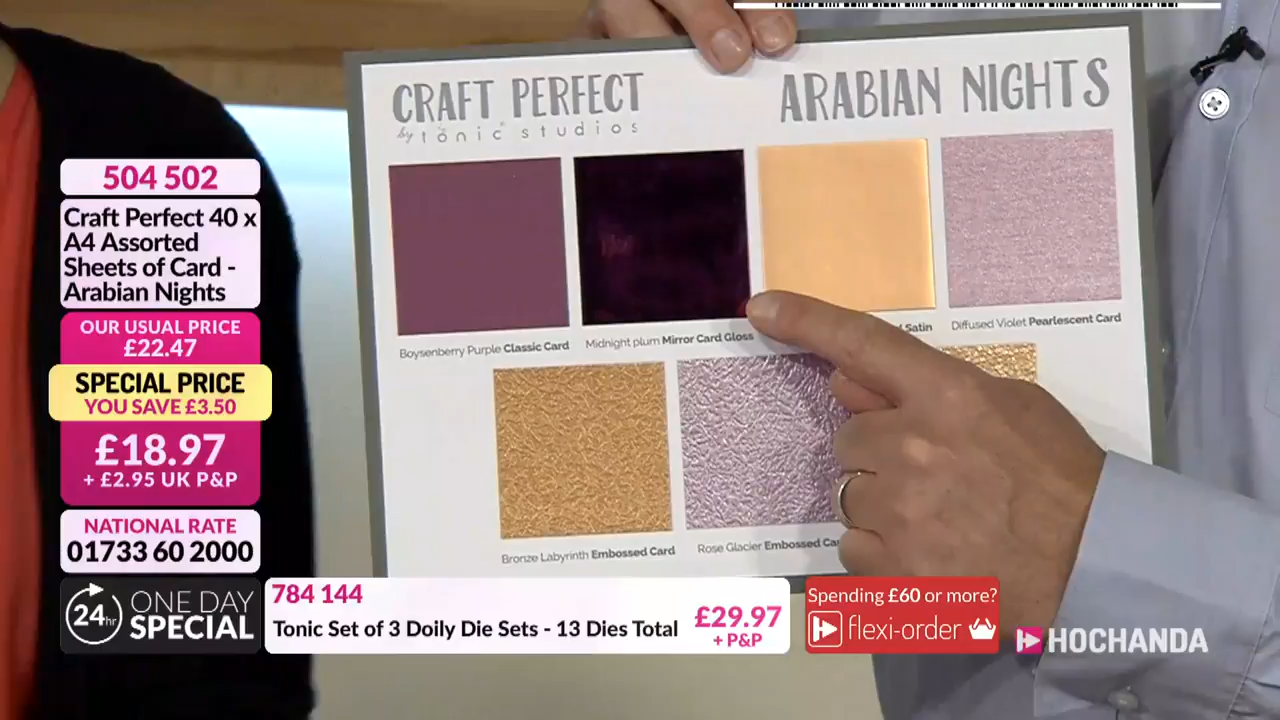 CRAFT PERFECT
by tonic studios
ARABIAN NIGHTS
Boysenberry Purple Classic Card
Midnight plum Mirror Card Gloss
Satin
Diffused Violet Pearlescent Card
Bronze Labyrinth Embossed Card
Rose Glacier Embossed
504 502
Craft Perfect 40 x
A4 Assorted
Sheets of Card -
Arabian Nights
OUR USUAL PRICE
£22.47
SPECIAL PRICE
YOU SAVE £3.50
£18.97
+ £2.95 UK P&P
NATIONAL RATE
01733 60 2000
24hr
ONE DAY
SPECIAL
784 144
Tonic Set of 3 Doily Die Sets - 13 Dies Total
£29.97
+ P&P
Spending £60 or more?
flexi-order
HOCHANDA